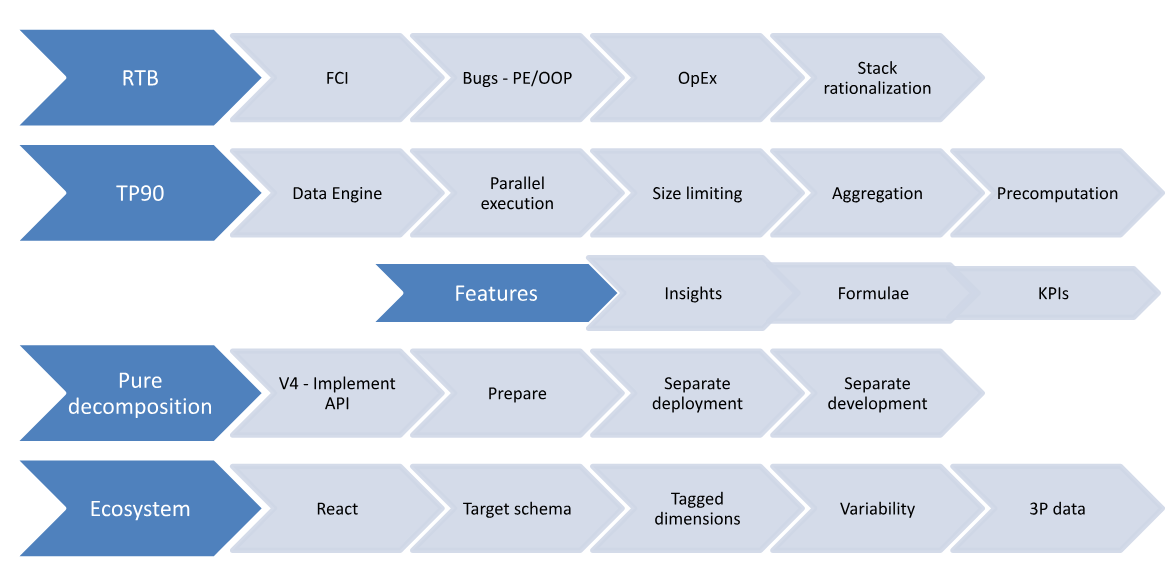 RTB
FCI
Bugs - PE/OOP
OpEx
Stack
rationalization
TP90
Data Engine
Parallel
execution
Size limiting
Aggregation
Precomputation
Features
Insights
Formulae
KPIs
Pure
decomposition
V4 - Implement
API
Prepare
Separate
deployment
Separate
development
Ecosystem
React
Target schema
Tagged
dimensions
Variability
3P data